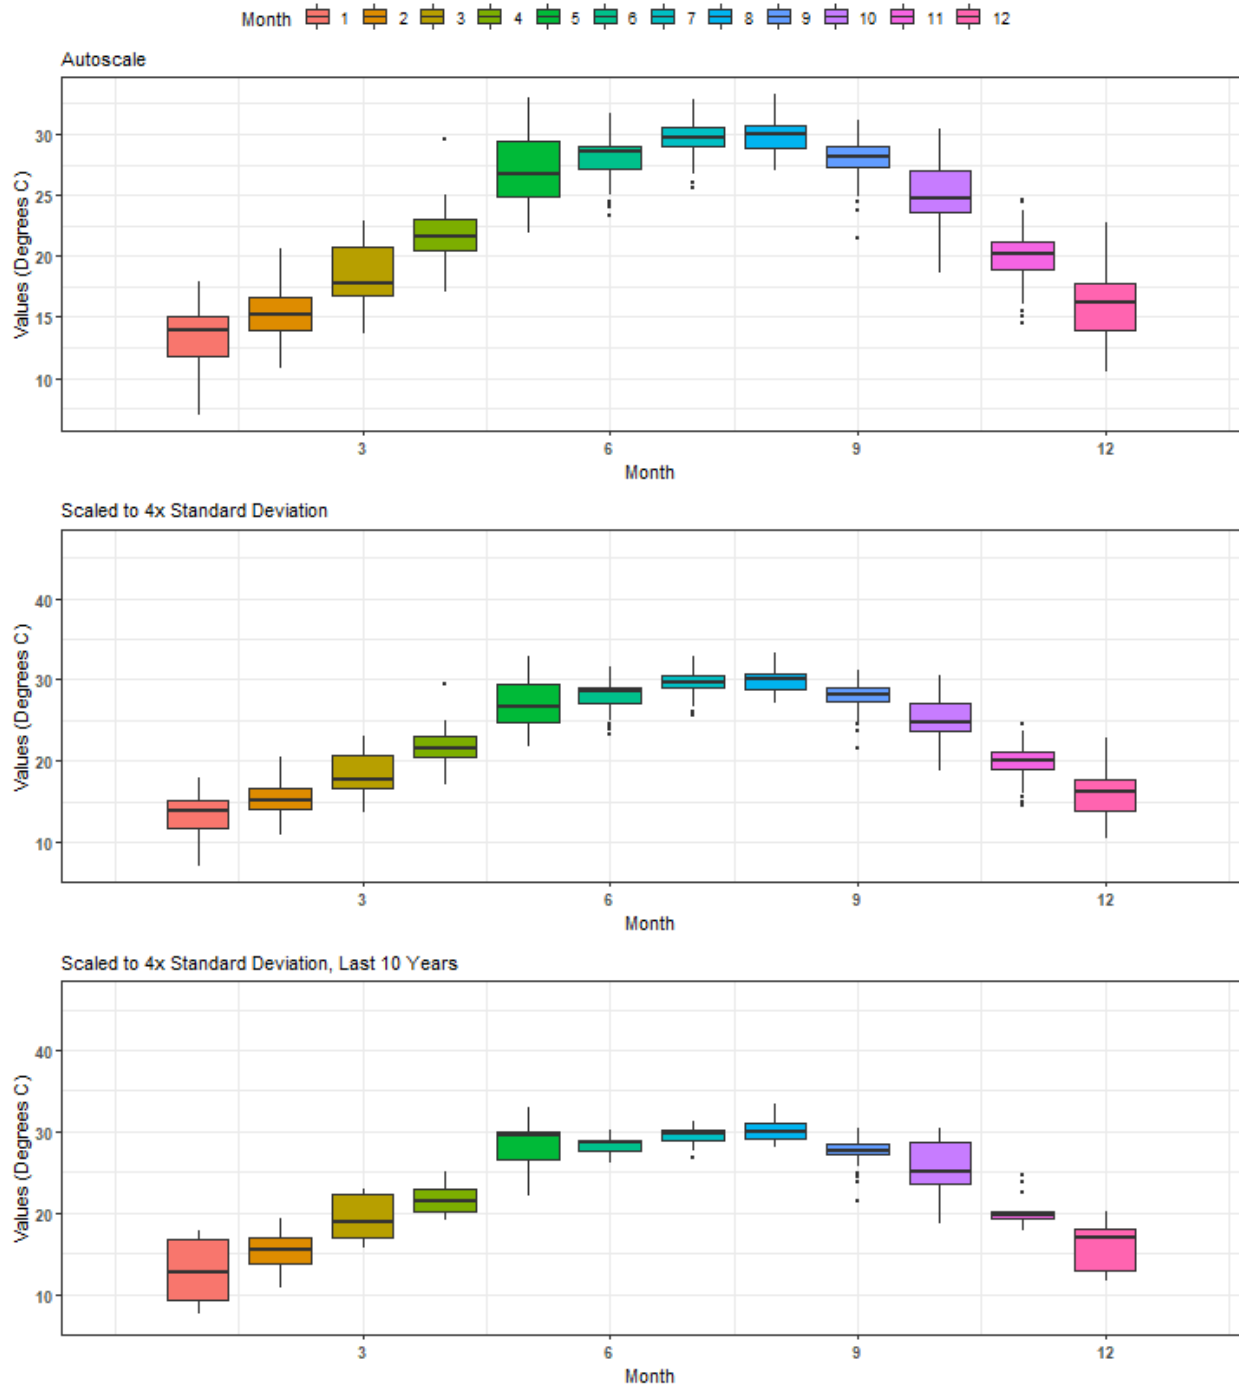 Month 1 2 3 4 5 6 7 8 9 10 11 12
Autoscale
Values (Degrees C)
30
25
20
15
10
3 6 9 12
Month
Scaled to 4x Standard Deviation
Values (Degrees C)
40
30
20
10
3 6 9 12
Month
Scaled to 4x Standard Deviation, Last 10 Years
Values (Degrees C)
40
30
20
10
3 6 9 12
Month